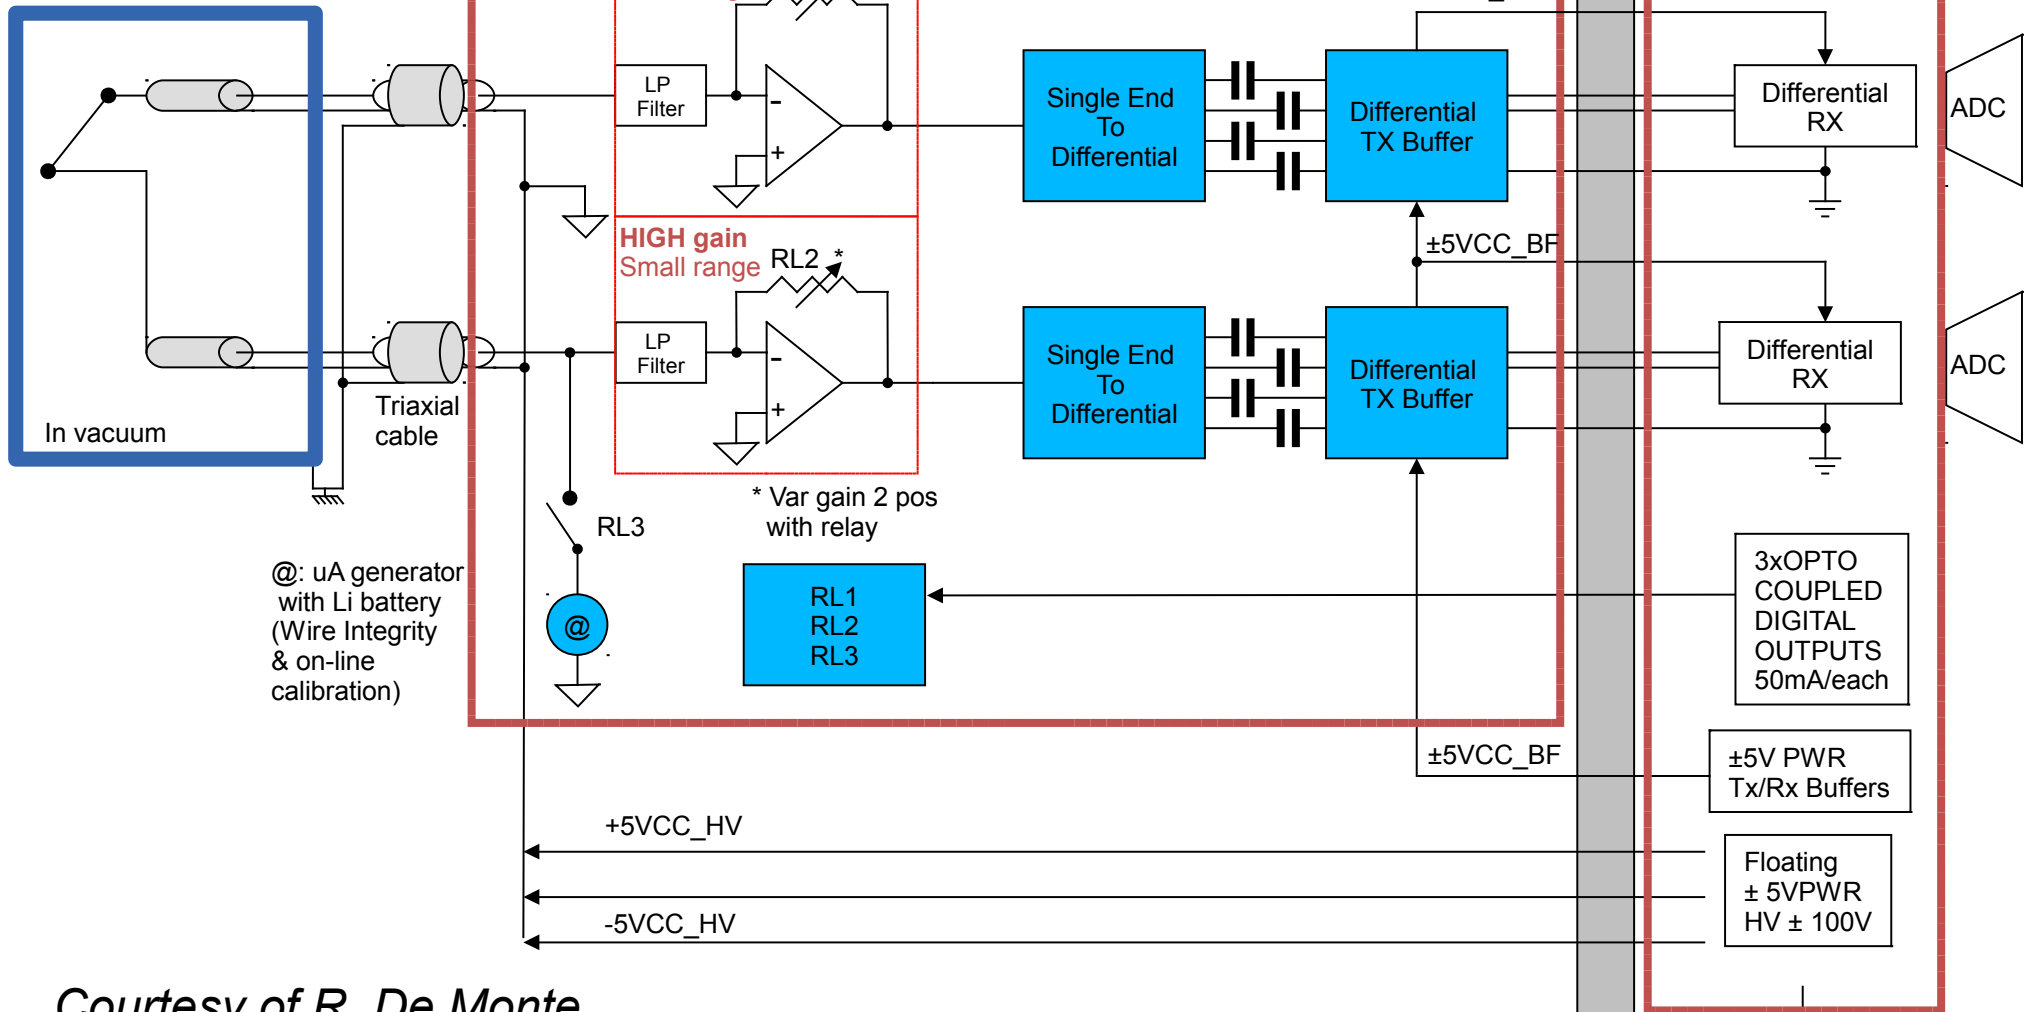 LP
Filter
Single End
To
Differential
Differential
TX Buffer
Differential
RX
ADC
-
+
HIGH gain
Small range
RL2 *
±5VCC_BF
LP
Filter
-
+
Single End
To
Differential
Differential
TX Buffer
Differential
RX
ADC
Triaxial
cable
In vacuum
* Var gain 2 pos
with relay
RL3
@: uA generator
with Li battery
(Wire Integrity
& on-line
calibration)
@
RL1
RL2
RL3
3xOPTO
COUPLED
DIGITAL
OUTPUTS
50mA/each
±5VCC_BF
±5V PWR
Tx/Rx Buffers
+5VCC_HV
-5VCC_HV
Floating
± 5VPWR
HV ± 100V
Courtesy of R. De Monte